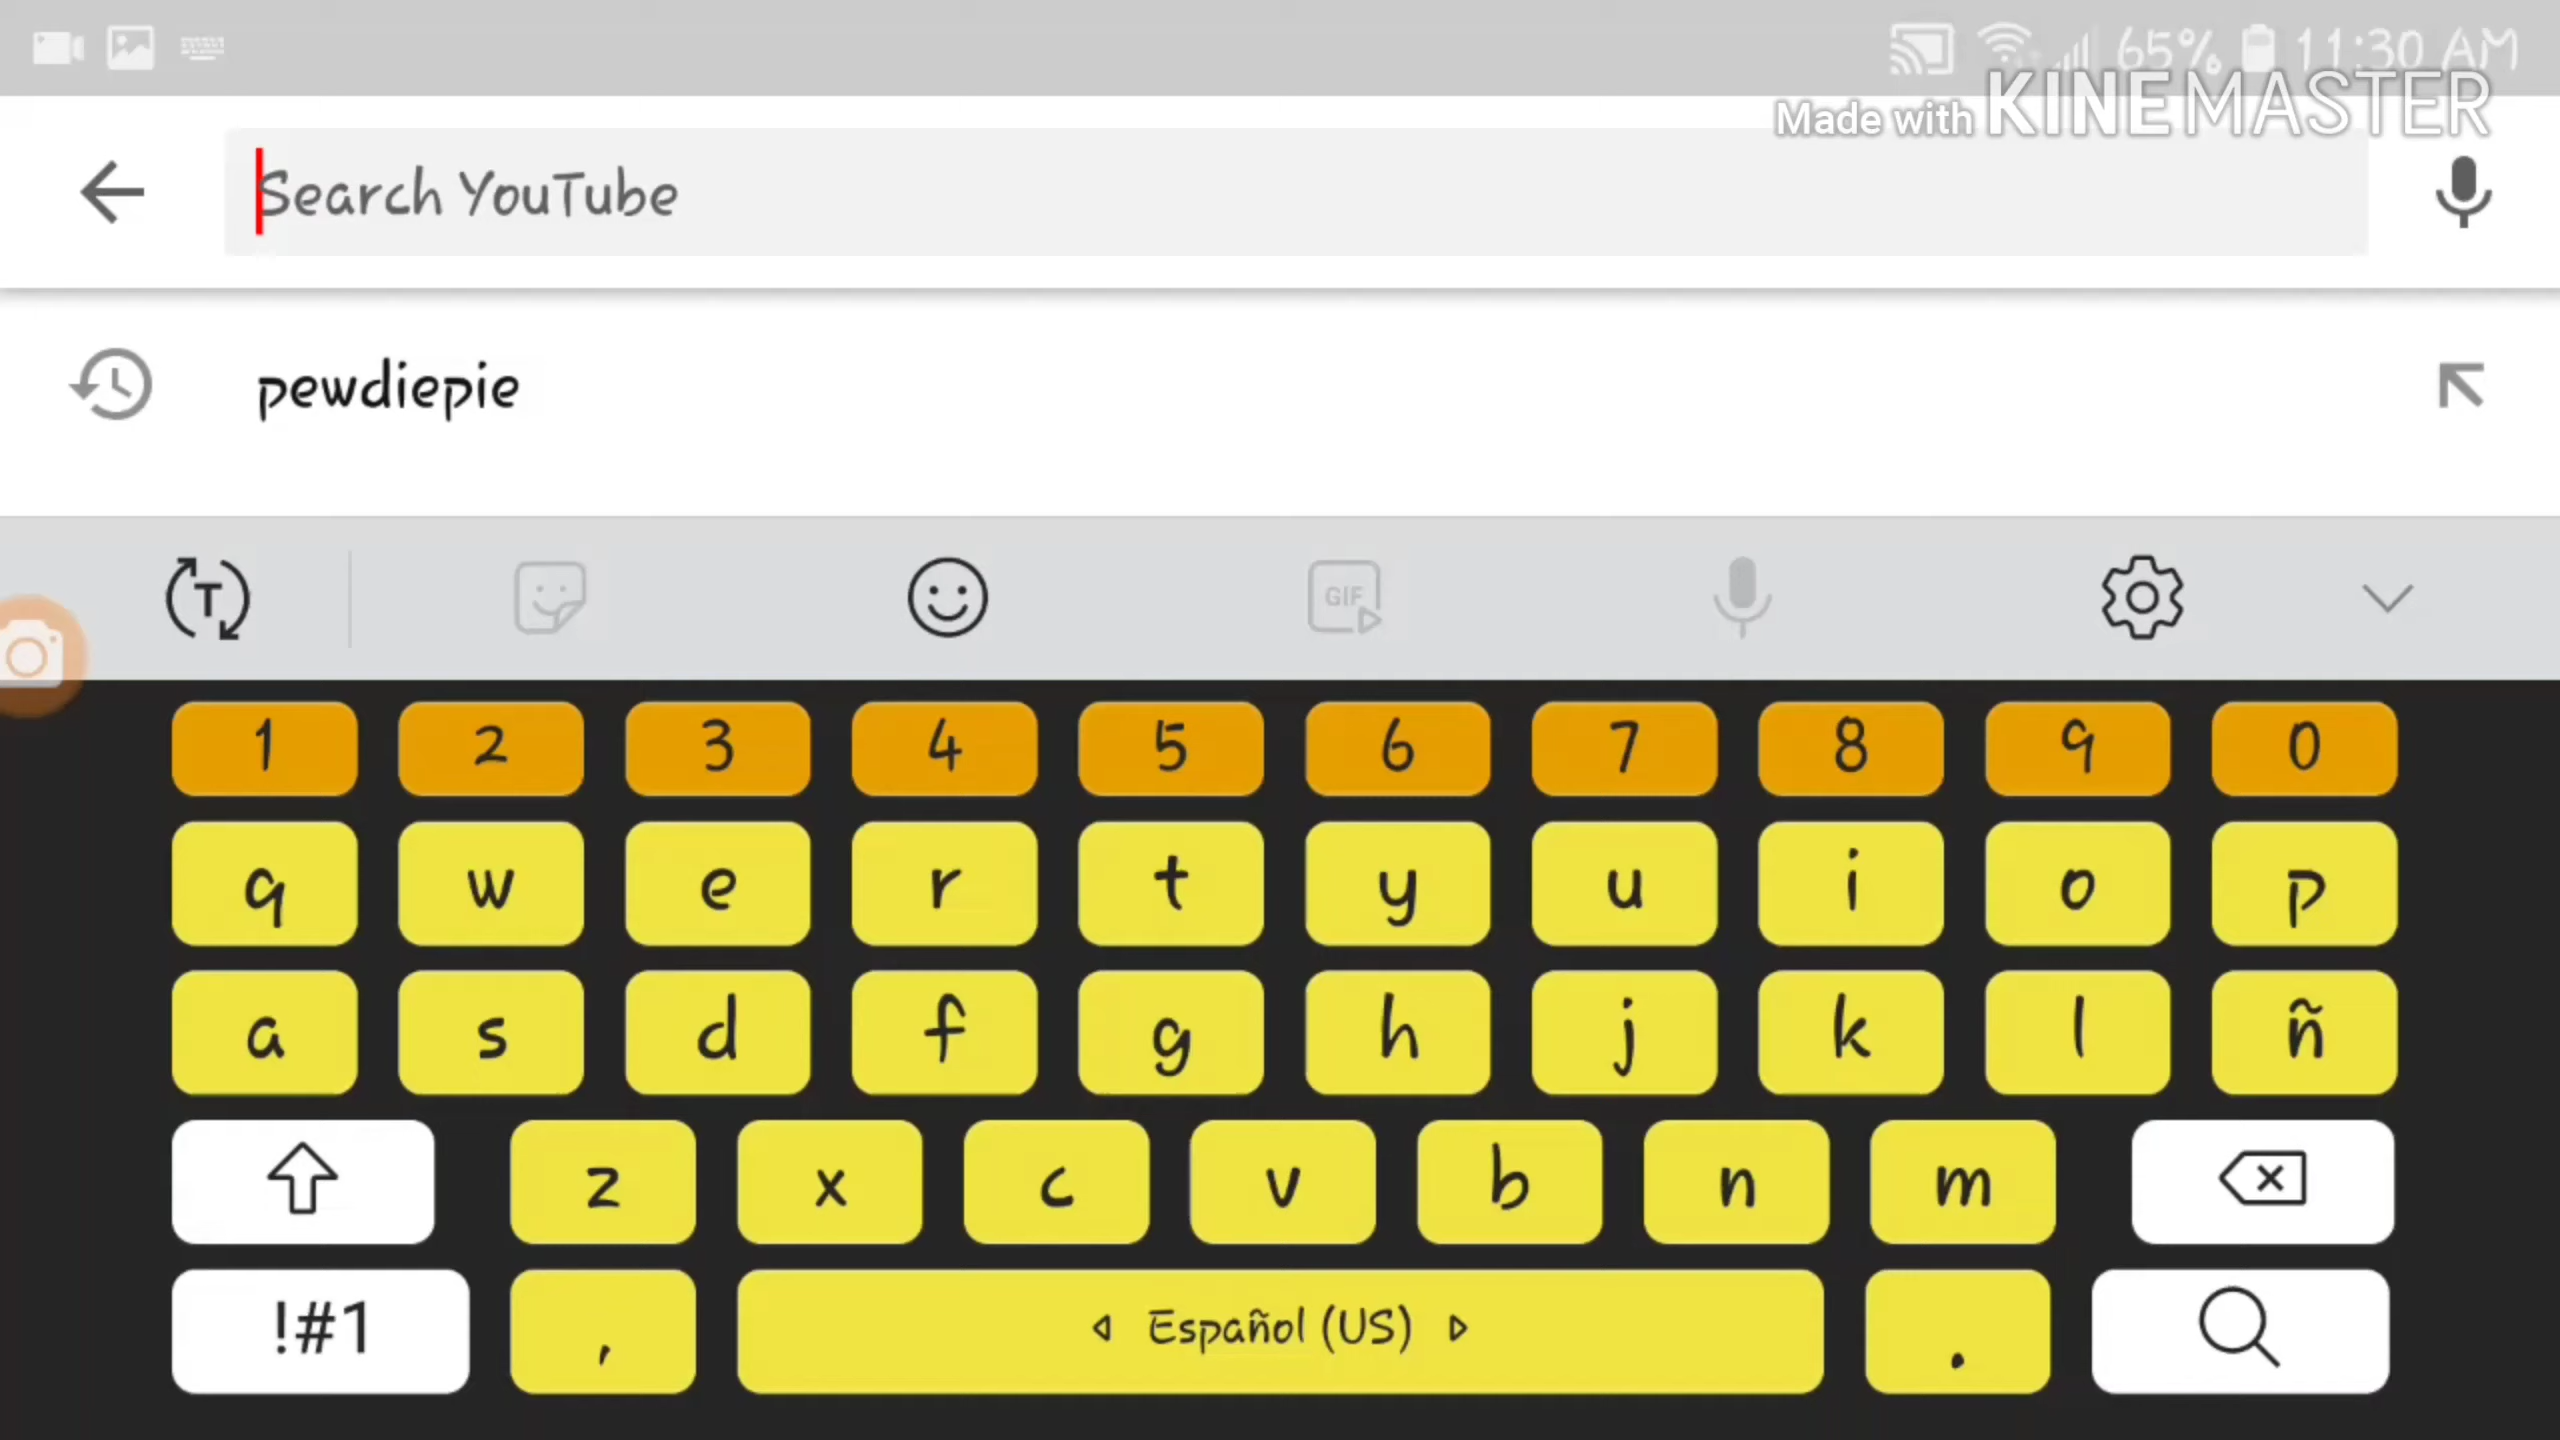 65% 11:30 AM
Made with KINEMASTER
Search YouTube
pewdiepie
T GIF
1 2 3 4 5 6 7 8 9 0
q w e r t y u i o p
a s d f g h j k l ñ
z x c v b n m
!#1 , Español (US) .